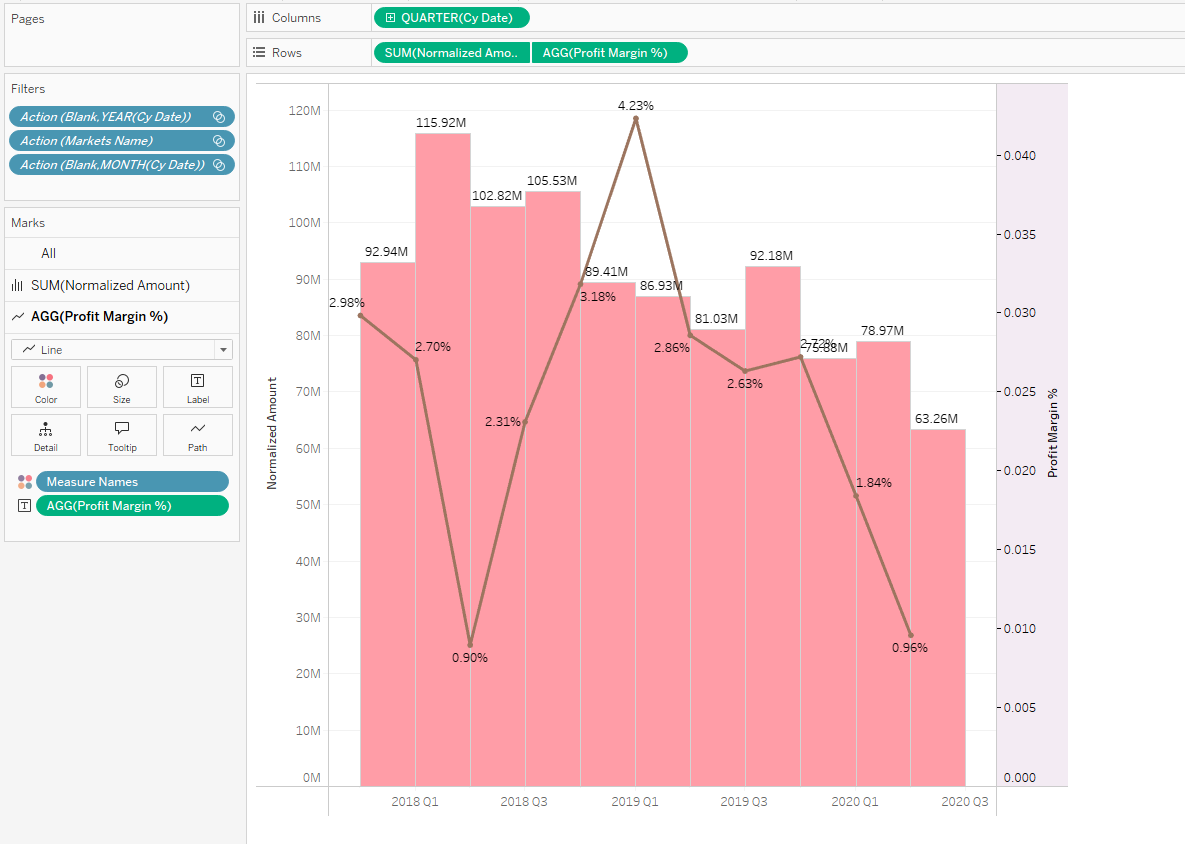 Pages
Columns
QUARTER(Cy Date)
Rows
SUM(Normalized Amo..
AGG(Profit Margin %)
Filters
Action (Blank,YEAR(Cy Date))
Action (Markets Name)
Action (Blank,MONTH(Cy Date))
Marks
All
SUM(Normalized Amount)
AGG(Profit Margin %)
Line
Color
Size
Label
Detail
Tooltip
Path
Measure Names
AGG(Profit Margin %)
Normalized Amount
120M
110M
100M
90M
80M
70M
60M
50M
40M
30M
20M
10M
0M
92.94M
115.92M
102.82M
105.53M
89.41M
86.93M
81.03M
92.18M
75.88M
78.97M
63.26M
2.98%
2.70%
0.90%
2.31%
3.18%
4.23%
2.86%
2.63%
2.72%
1.84%
0.96%
0.040
0.035
0.030
0.025
0.020
0.015
0.010
0.005
0.000
Profit Margin %
2018 Q1
2018 Q3
2019 Q1
2019 Q3
2020 Q1
2020 Q3